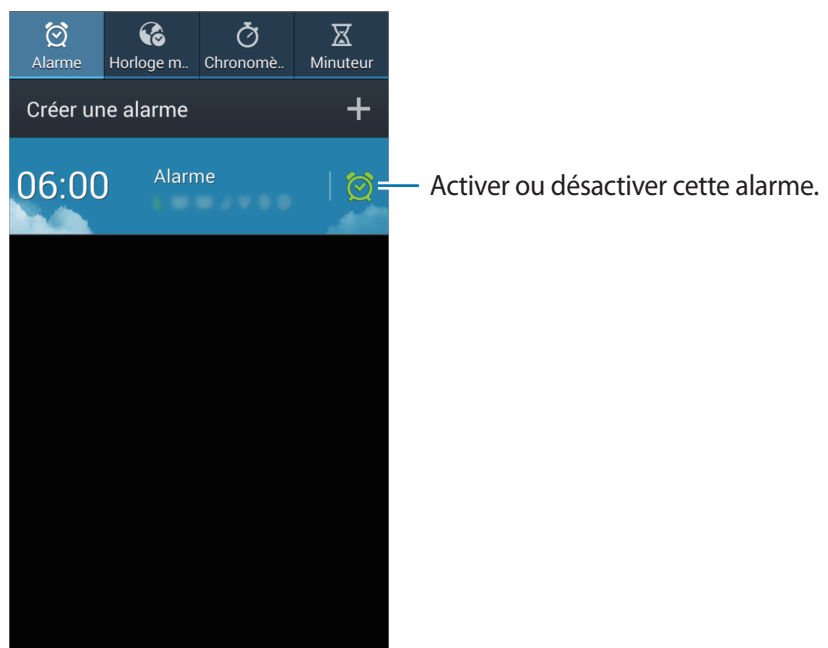 Alarme Horloge m.. Chronomè.. Minuteur
Créer une alarme
06:00 Alarme
Activer ou désactiver cette alarme.